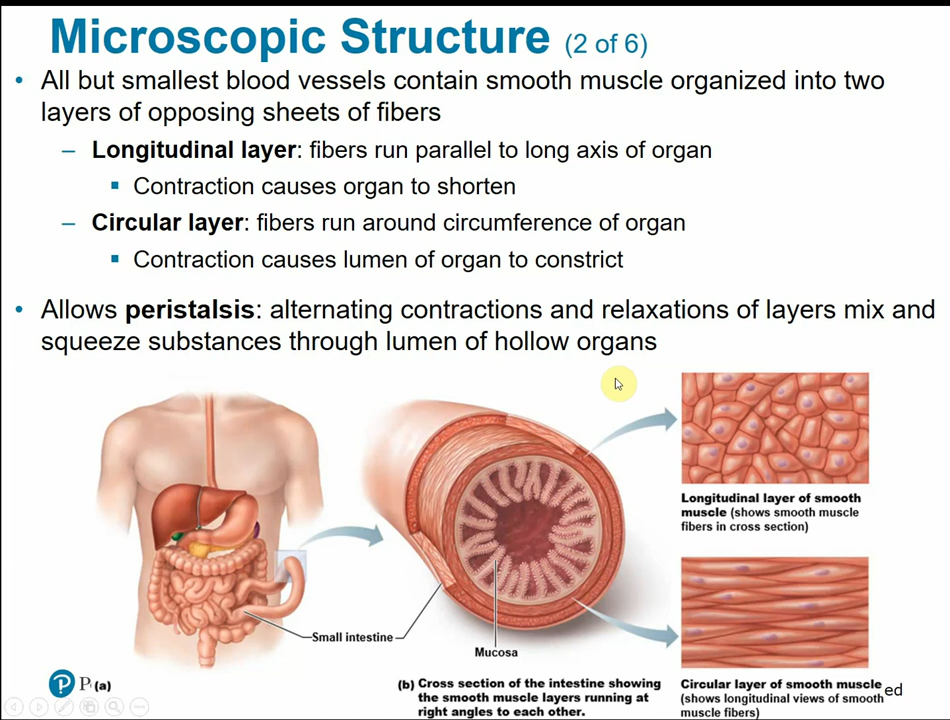 Microscopic Structure (2 of 6)
• All but smallest blood vessels contain smooth muscle organized into two
layers of opposing sheets of fibers
– Longitudinal layer: fibers run parallel to long axis of organ
▪ Contraction causes organ to shorten
– Circular layer: fibers run around circumference of organ
▪ Contraction causes lumen of organ to constrict
• Allows peristalsis: alternating contractions and relaxations of layers mix and
squeeze substances through lumen of hollow organs
Longitudinal layer of smooth
muscle (shows smooth muscle
fibers in cross section)
Small intestine
Mucosa
P (a)
(b) Cross section of the intestine showing
the smooth muscle layers running at
right angles to each other.
Circular layer of smooth muscle
(shows longitudinal views of smooth
muscle fibers)
ed